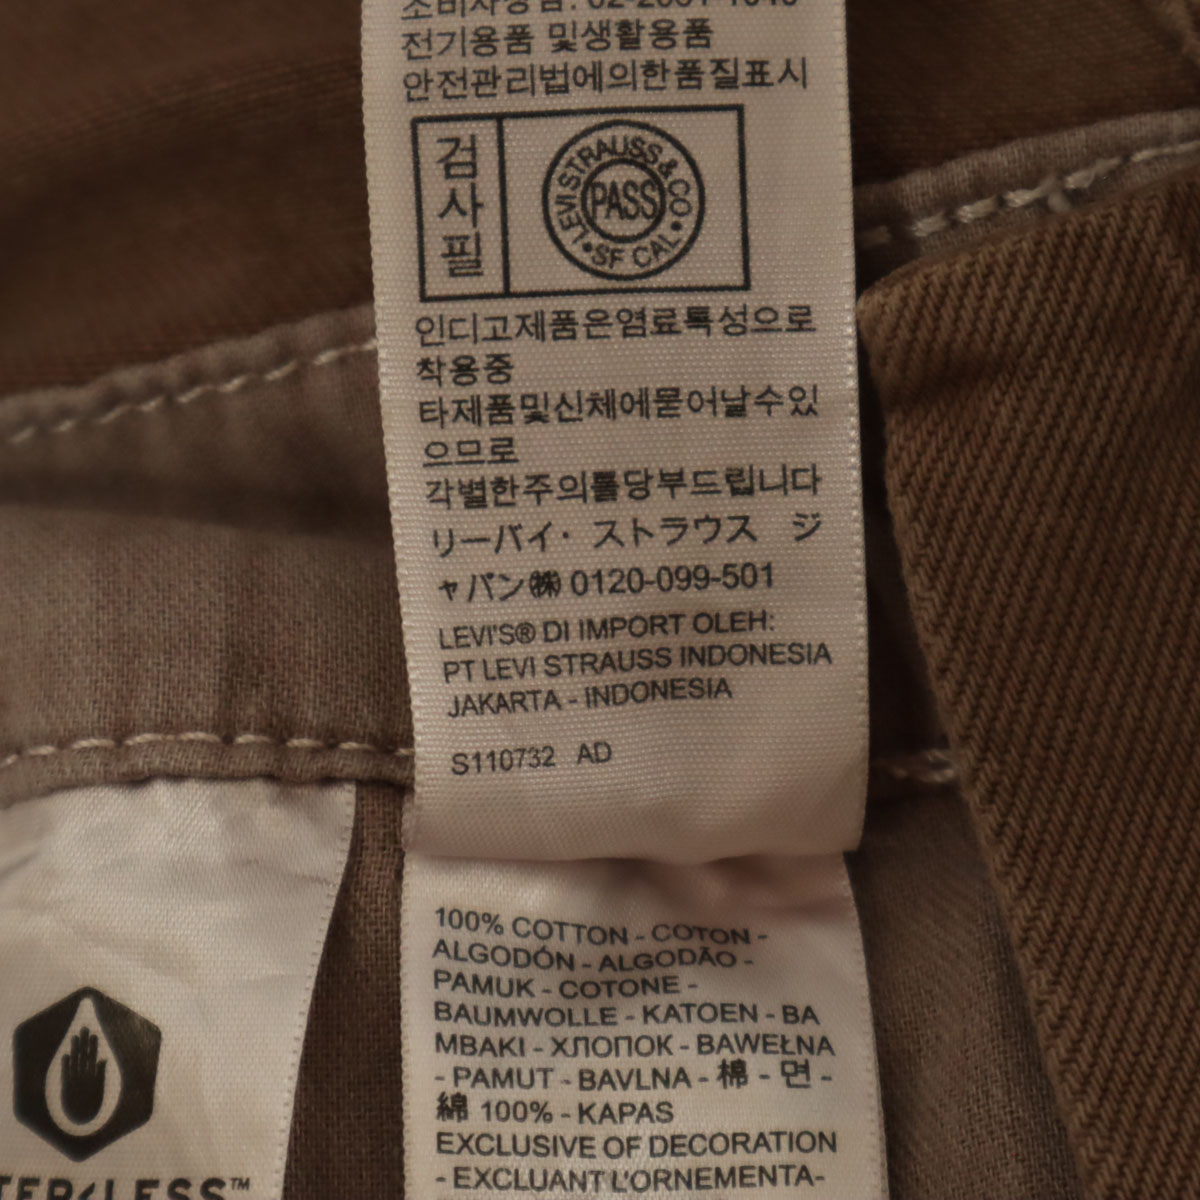 전기용품 및생활용품
안전관리법에의한품질표시
검
사
필
LEVI STRAUSS & CO • SF CAL •
PASS
인디고제품은염료특성으로
착용중
타제품및신체에묻어날수있
으므로
각별한주의를당부드립니다
リーバイ・ストラウス ジ
ャパン㈱ 0120-099-501
LEVI'S® DI IMPORT OLEH:
PT LEVI STRAUSS INDONESIA
JAKARTA - INDONESIA
S110732 AD
100% COTTON - COTON -
ALGODÓN - ALGODÃO -
PAMUK - COTONE -
BAUMWOLLE - KATOEN - BA
MBAKI - ХЛОПОК - BAWEŁNA
- PAMUT - BAVLNA - 棉 - 면 -
綿 100% - KAPAS
EXCLUSIVE OF DECORATION
- EXCLUANT L'ORNEMENTA-
TER<LESS™